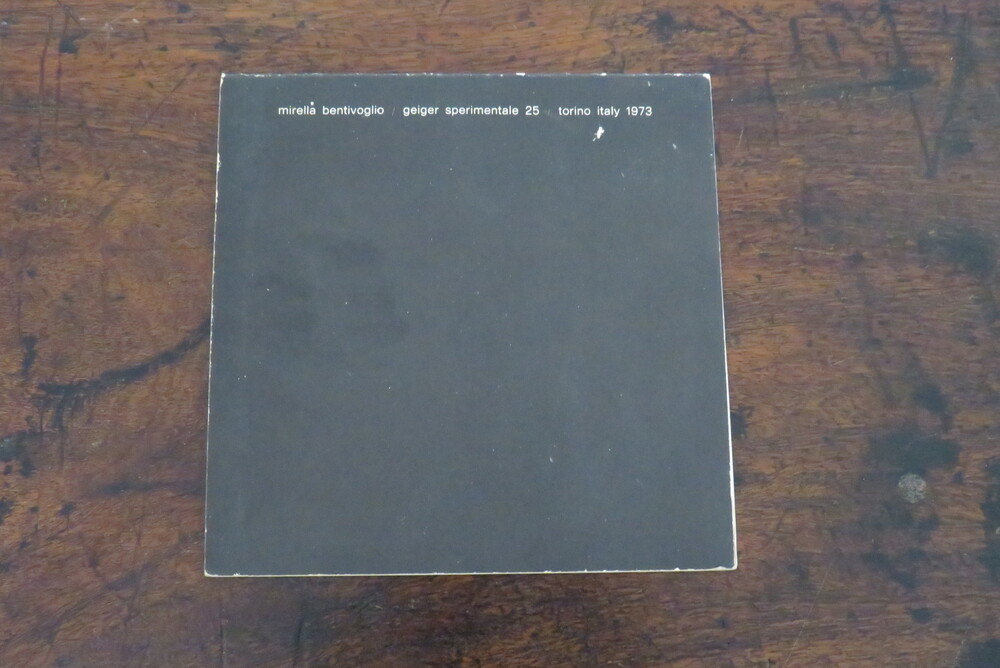 mirella bentivoglio geiger sperimentale 25 torino italy 1973